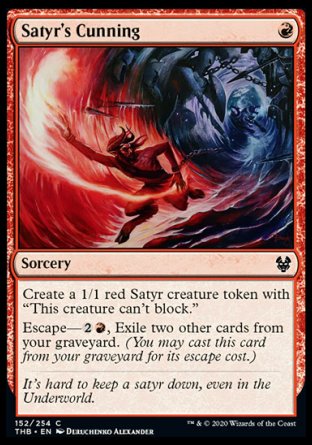 Satyr's Cunning
Sorcery
Create a 1/1 red Satyr creature token with
"This creature can't block."
Escape—2, Exile two other cards from
your graveyard. (You may cast this card
from your graveyard for its escape cost.)
It's hard to keep a satyr down, even in the
Underworld.
152/254 C
THB • EN Deruchenko Alexander
™ & © 2020 Wizards of the Coast